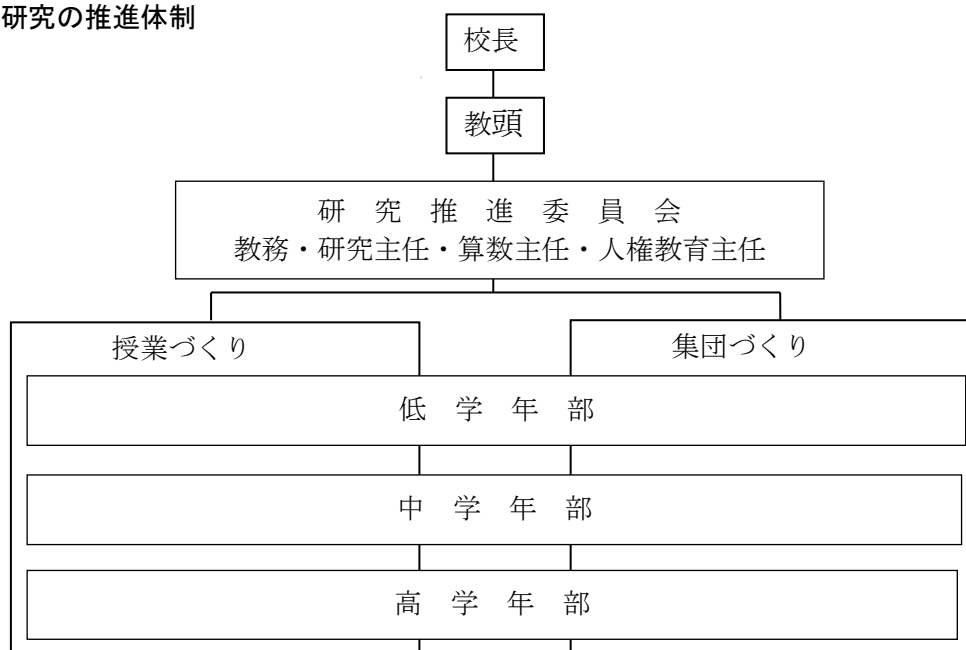 研究の推進体制
校長
教頭
研究推進委員会
教務・研究主任・算数主任・人権教育主任
授業づくり
集団づくり
低学年部
中学年部
高学年部